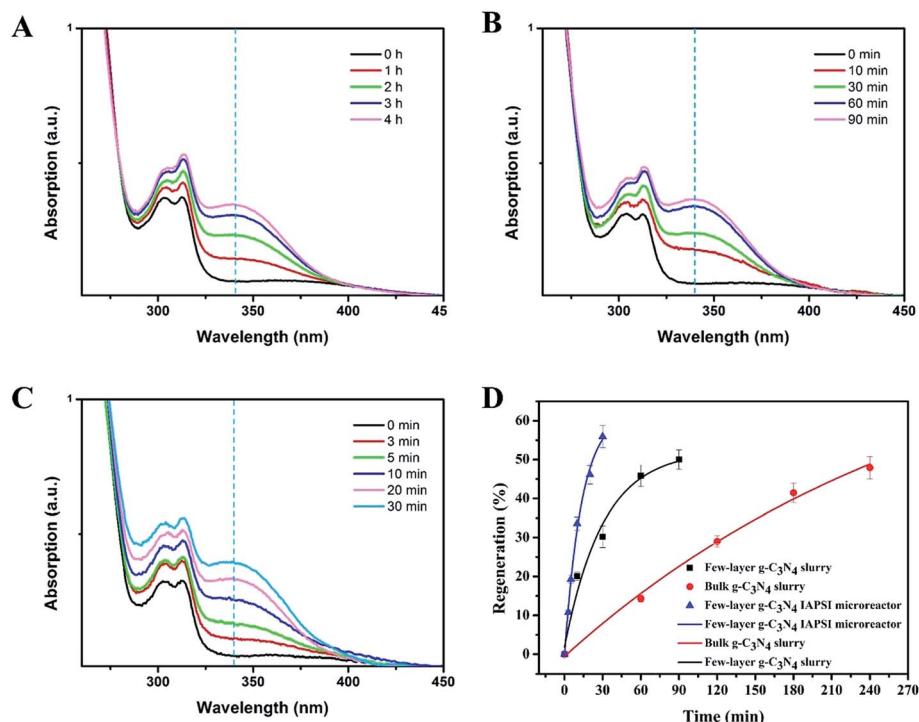 A
1
0 h
1 h
2 h
3 h
4 h
Absorption (a.u.)
300 350 400 450
Wavelength (nm)
B
1
0 min
10 min
30 min
60 min
90 min
Absorption (a.u.)
300 350 400 450
Wavelength (nm)
C
1
0 min
3 min
5 min
10 min
20 min
30 min
Absorption (a.u.)
300 350 400 450
Wavelength (nm)
D
60
50
40
30
20
10
0
Regeneration (%)
Few-layer g-C₃N₄ slurry
Bulk g-C₃N₄ slurry
Few-layer g-C₃N₄ IAPSI microreactor
Few-layer g-C₃N₄ IAPSI microreactor
Bulk g-C₃N₄ slurry
Few-layer g-C₃N₄ slurry
0 30 60 90 120 150 180 210 240 270
Time (min)